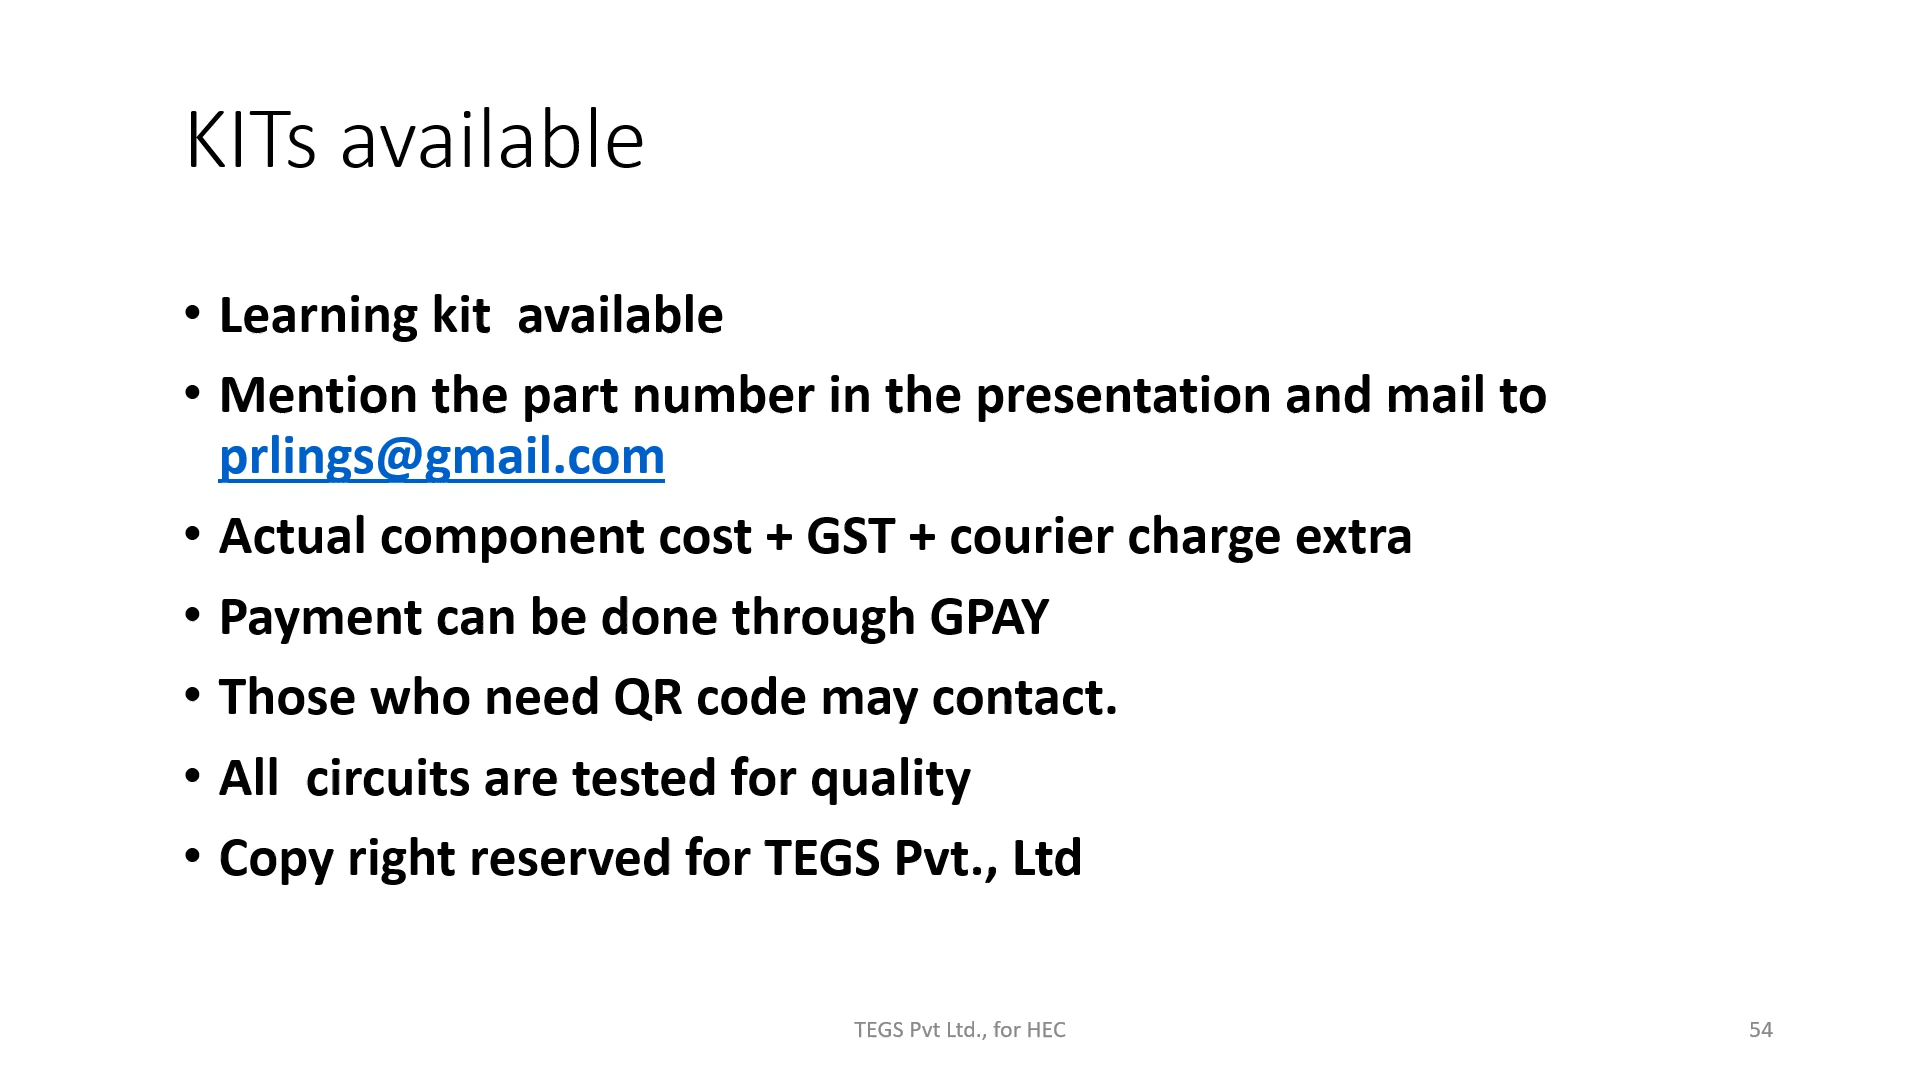 KITs available
• Learning kit  available
• Mention the part number in the presentation and mail to
prlings@gmail.com
• Actual component cost + GST + courier charge extra
• Payment can be done through GPAY
• Those who need QR code may contact.
• All  circuits are tested for quality
• Copy right reserved for TEGS Pvt., Ltd
TEGS Pvt Ltd., for HEC
54